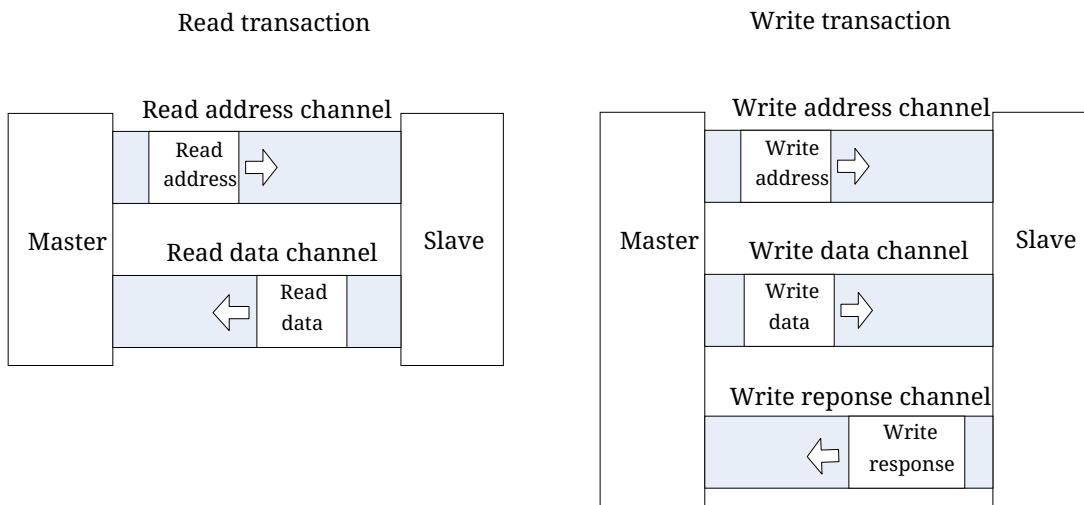 Read transaction
Read address channel
Read
address
Master
Slave
Read data channel
Read
data
Write transaction
Write address channel
Write
address
Master
Slave
Write data channel
Write
data
Write reponse channel
Write
response